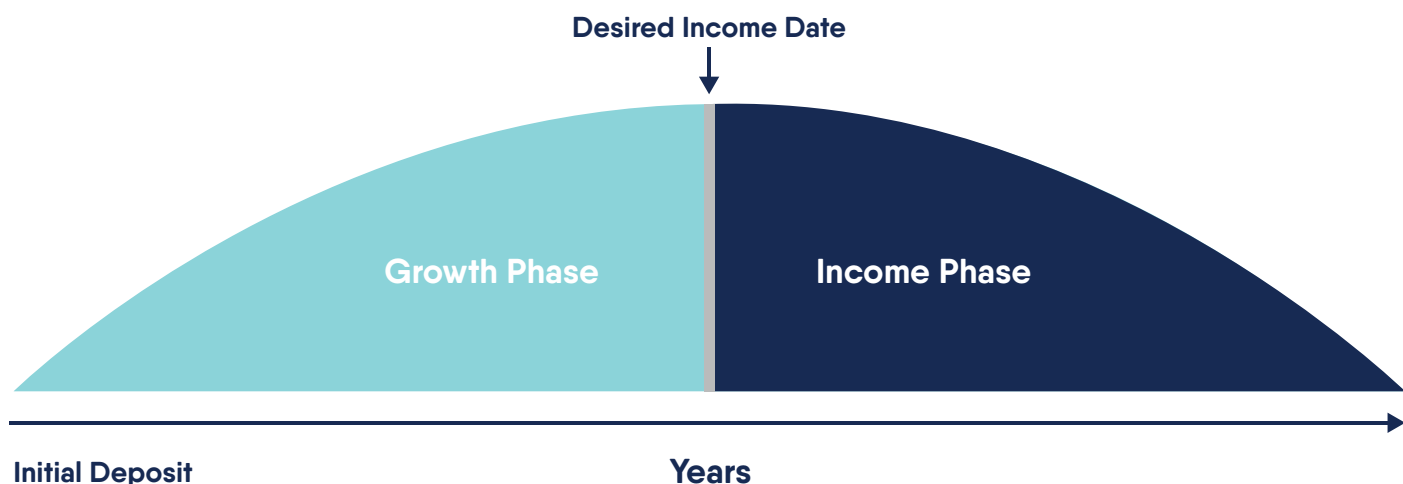 Desired Income Date
Growth Phase
Income Phase
Initial Deposit
Years